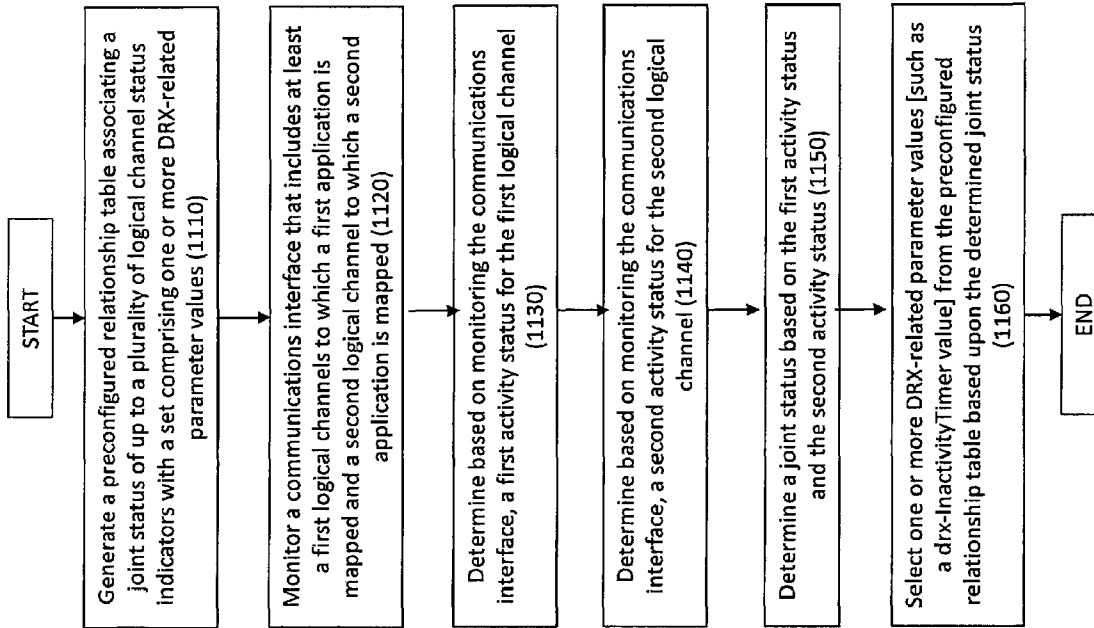 START
Generate a preconfigured relationship table associating a
joint status of up to a plurality of logical channel status
indicators with a set comprising one or more DRX-related
parameter values (1110)
Monitor a communications interface that includes at least
a first logical channels to which a first application is
mapped and a second logical channel to which a second
application is mapped (1120)
Determine based on monitoring the communications
interface, a first activity status for the first logical channel
(1130)
Determine based on monitoring the communications
interface, a second activity status for the second logical
channel (1140)
Determine a joint status based on the first activity status
and the second activity status (1150)
Select one or more DRX-related parameter values [such as
a drx-InactivityTimer value] from the preconfigured
relationship table based upon the determined joint status
(1160)
END